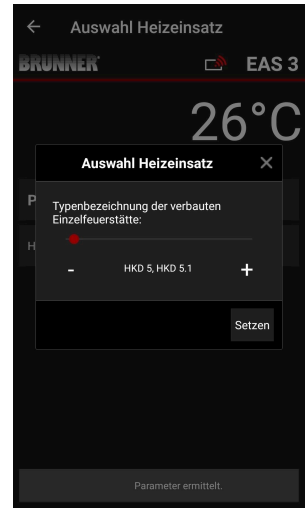 Auswahl Heizeinsatz
BRUNNER
EAS 3
26°C
Auswahl Heizeinsatz
P
Typenbezeichnung der verbauten
Einzelfeuerstätte:
H
- HKD 5, HKD 5.1 +
Setzen
Parameter ermittelt.